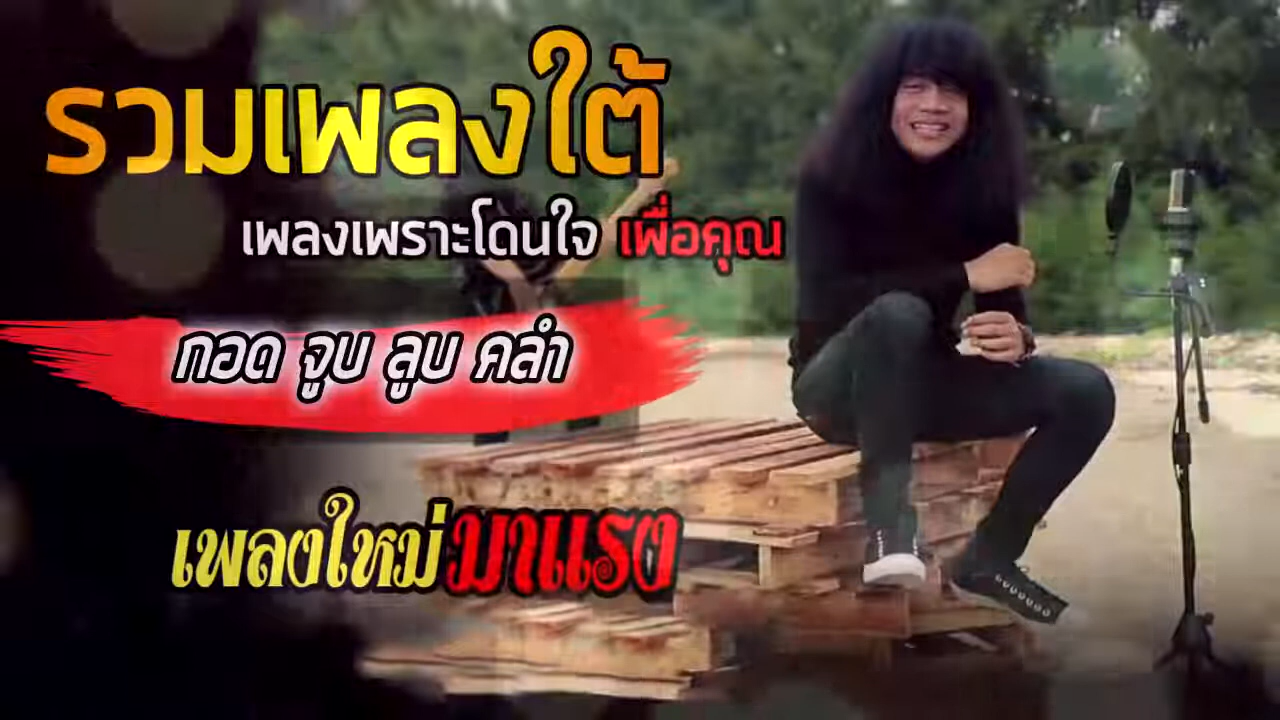 รวมเพลงใต้
เพลงเพราะโดนใจ เพื่อคุณ
กอด จูบ ลูบ คลำ
เพลงใหม่มาแรง